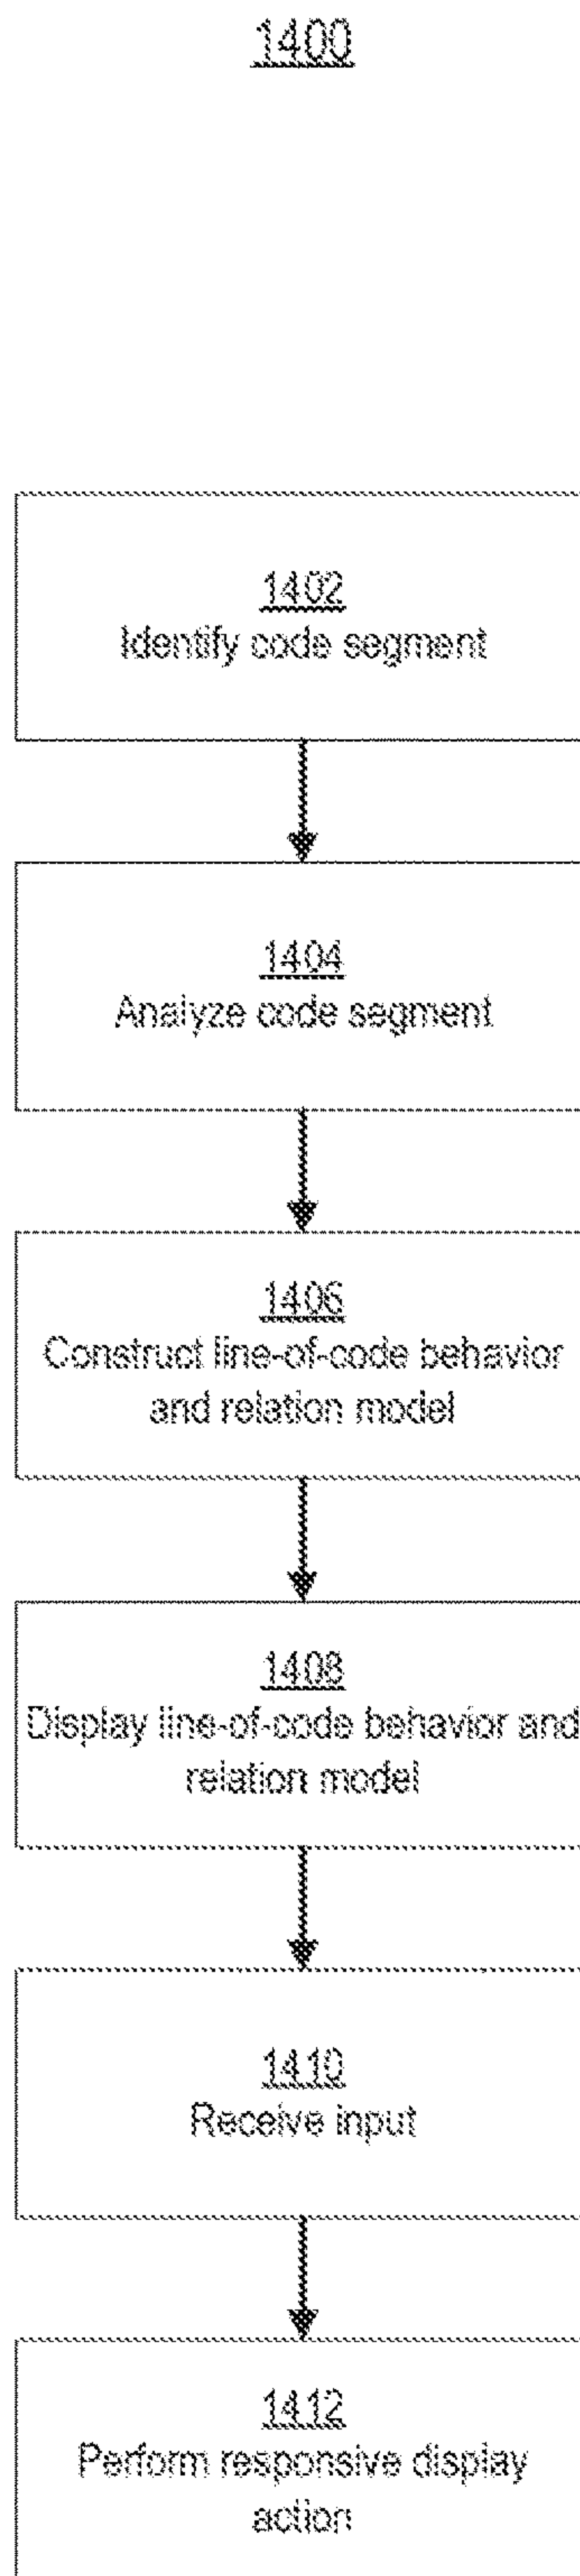 1400
1402
Identify code segment
1404
Analyze code segment
1406
Construct line-of-code behavior
and relation model
1408
Display line-of-code behavior and
relation model
1410
Receive input
1412
Perform responsive display
action